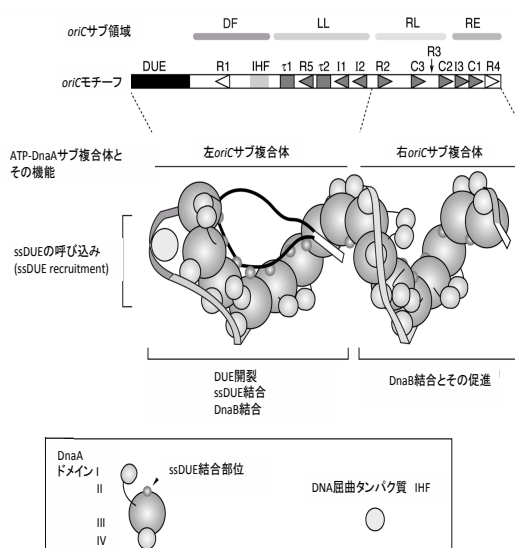 oriCサブ領域 DF LL RL RE
R3
DUE R1 IHF τ1 R5 τ2 I1 I2 R2 C3 C2 I3 C1 R4
oriCモチーフ
ATP-DnaAサブ複合体と
その機能
左oriCサブ複合体 右oriCサブ複合体
ssDUEの呼び込み
(ssDUE recruitment)
DUE開裂
ssDUE結合
DnaB結合
DnaB結合とその促進
DnaA
ドメイン I
II
III
IV
ssDUE結合部位
DNA屈曲タンパク質 IHF